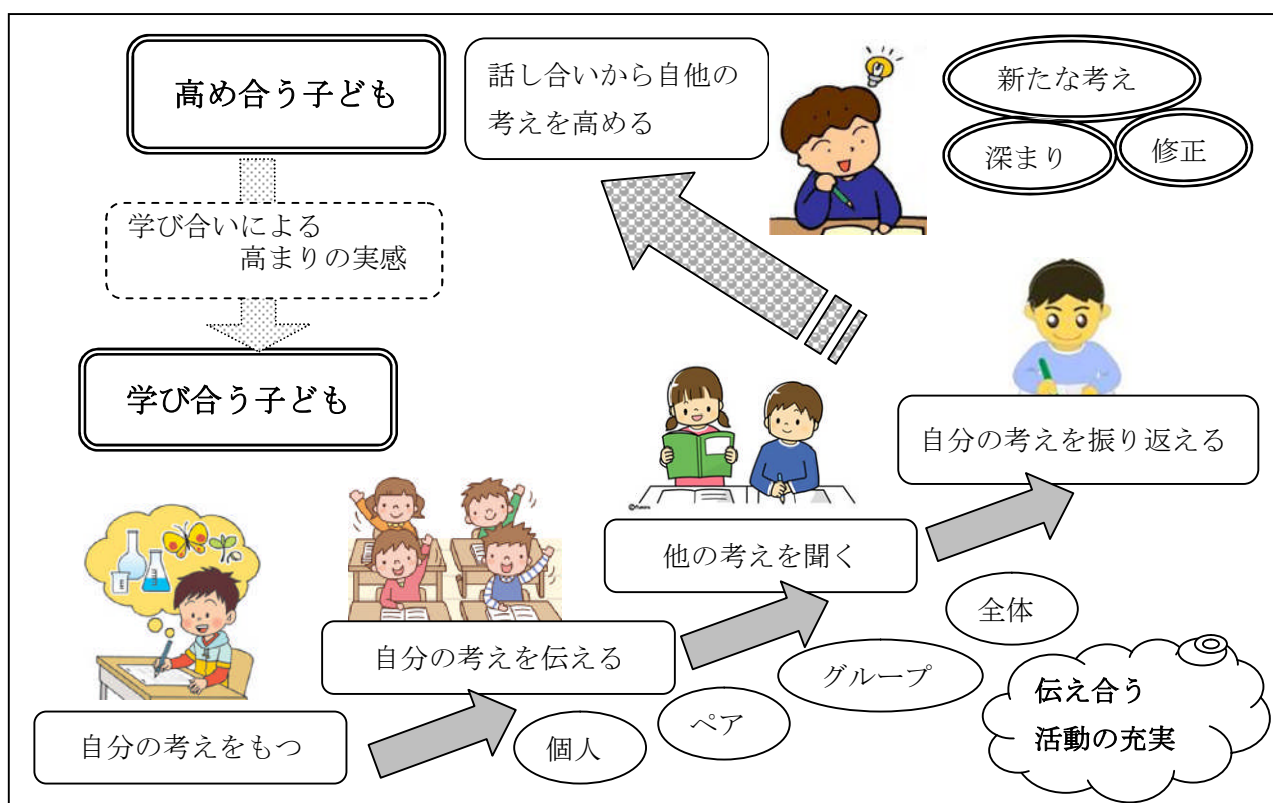 高め合う子ども
話し合いから自他の
考えを高める
新たな考え
深まり
修正
学び合いによる
高まりの実感
学び合う子ども
自分の考えを振り返える
他の考えを聞く
全体
自分の考えを伝える
グループ
伝え合う
活動の充実
ペア
個人
自分の考えをもつ